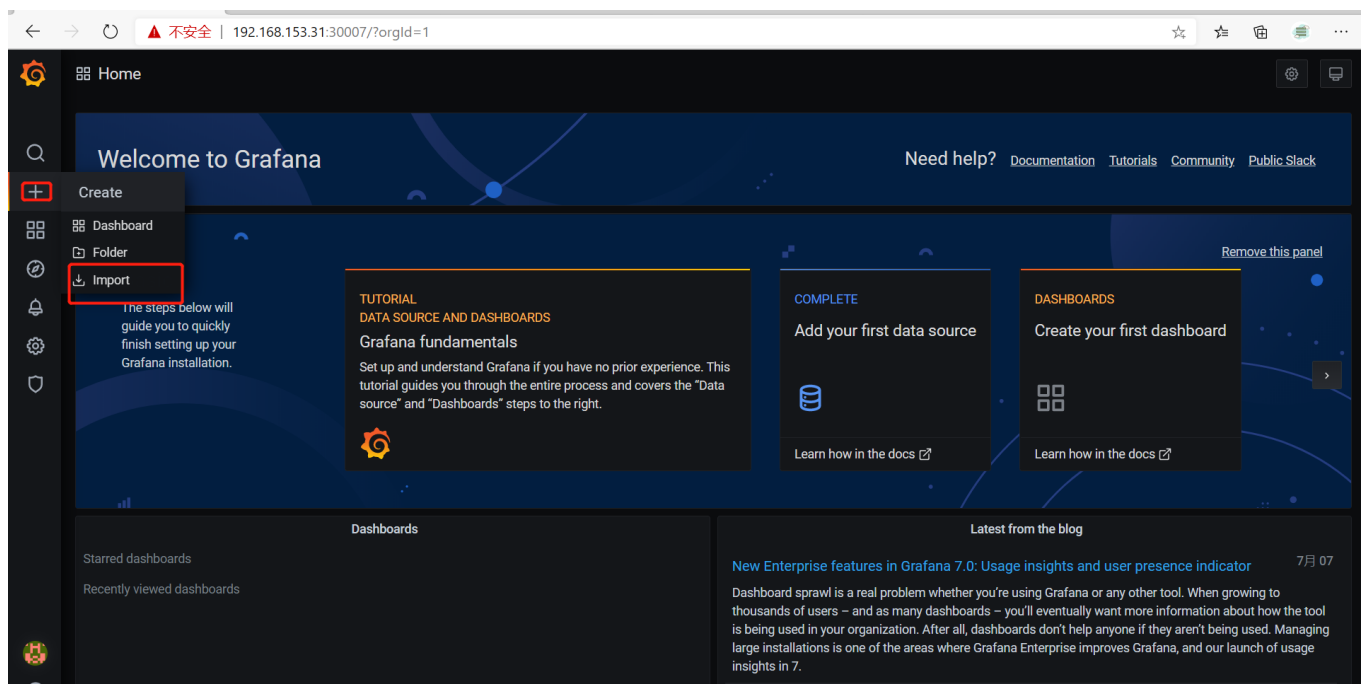 不安全 | 192.168.153.31:30007/?orgId=1
Home
Welcome to Grafana
Need help? Documentation Tutorials Community Public Slack
Create
Dashboard
Folder
Import
Remove this panel
The steps below will
guide you to quickly
finish setting up your
Grafana installation.
TUTORIAL
DATA SOURCE AND DASHBOARDS
Grafana fundamentals
Set up and understand Grafana if you have no prior experience. This
tutorial guides you through the entire process and covers the “Data
source” and “Dashboards” steps to the right.
COMPLETE
Add your first data source
Learn how in the docs
DASHBOARDS
Create your first dashboard
Learn how in the docs
Dashboards
Starred dashboards
Recently viewed dashboards
Latest from the blog
New Enterprise features in Grafana 7.0: Usage insights and user presence indicator
7月 07
Dashboard sprawl is a real problem whether you’re using Grafana or any other tool. When growing to
thousands of users – and as many dashboards – you’ll eventually want more information about how the tool
is being used in your organization. After all, dashboards don’t help anyone if they aren’t being used. Managing
large installations is one of the areas where Grafana Enterprise improves Grafana, and our launch of usage
insights in 7.